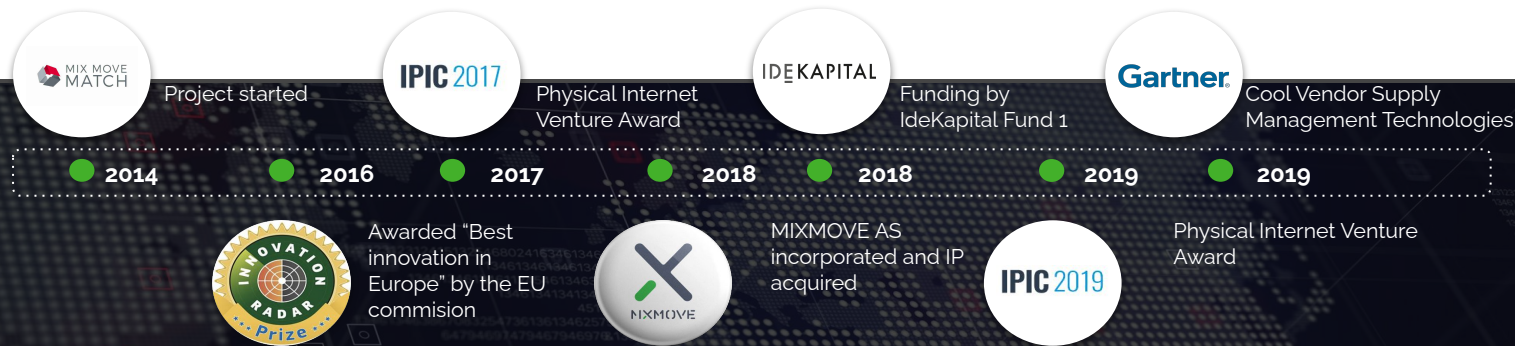 MIX MOVE
MATCH
Project started
IPIC 2017
Physical Internet
Venture Award
IDEKAPITAL
Funding by
IdeKapital Fund 1
Gartner
Cool Vendor Supply
Management Technologies
2014
2016
2017
2018
2018
2019
2019
INNOVATION
RADAR
Prize
Awarded “Best
innovation in
Europe” by the EU
commision
MIXMOVE
MIXMOVE AS
incorporated and IP
acquired
IPIC 2019
Physical Internet Venture
Award